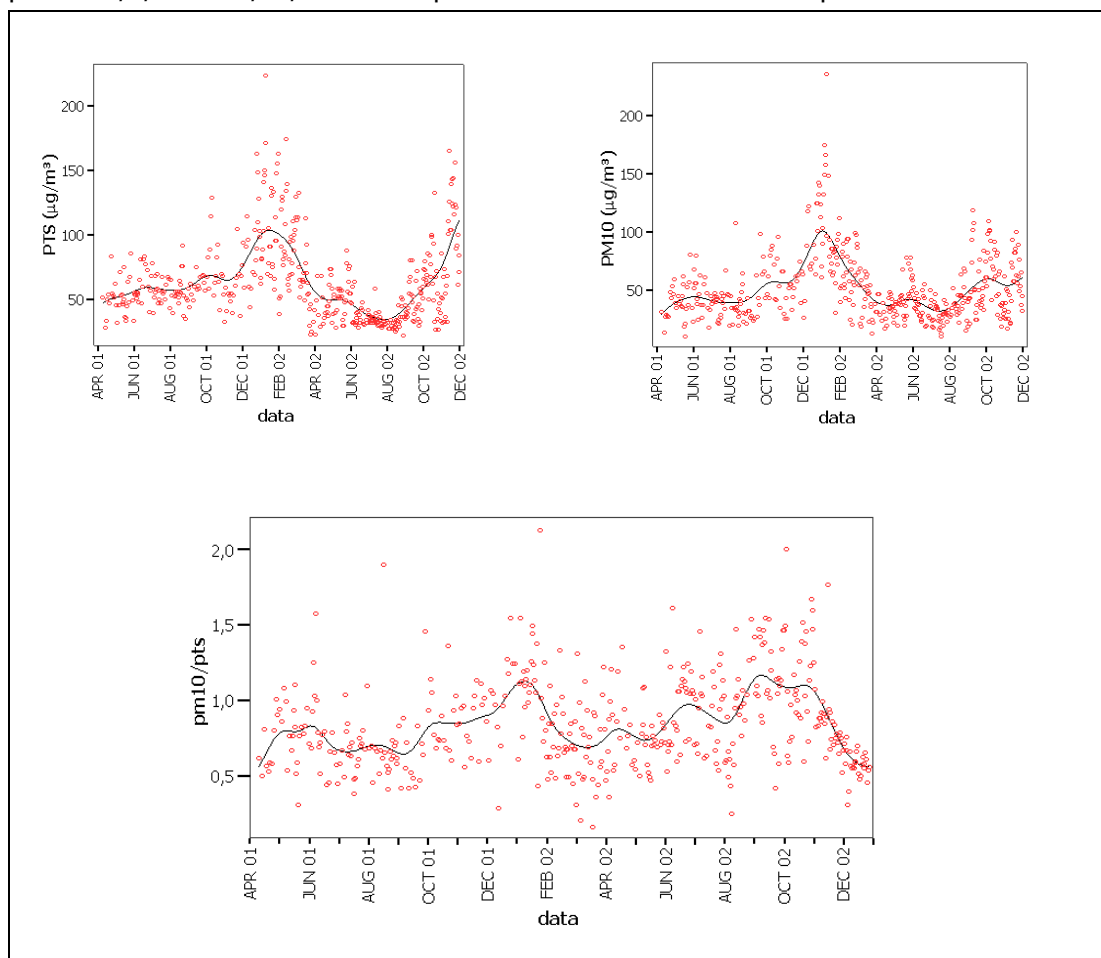 200
150
100
50
PTS (µg/m³)
APR 01
JUN 01
AUG 01
OCT 01
DEC 01
FEB 02
APR 02
JUN 02
AUG 02
OCT 02
DEC 02
data
200
150
100
50
PM10 (µg/m³)
APR 01
JUN 01
AUG 01
OCT 01
DEC 01
FEB 02
APR 02
JUN 02
AUG 02
OCT 02
DEC 02
data
2,0
1,5
1,0
0,5
pm10/pts
APR 01
JUN 01
AUG 01
OCT 01
DEC 01
FEB 02
APR 02
JUN 02
AUG 02
OCT 02
DEC 02
data